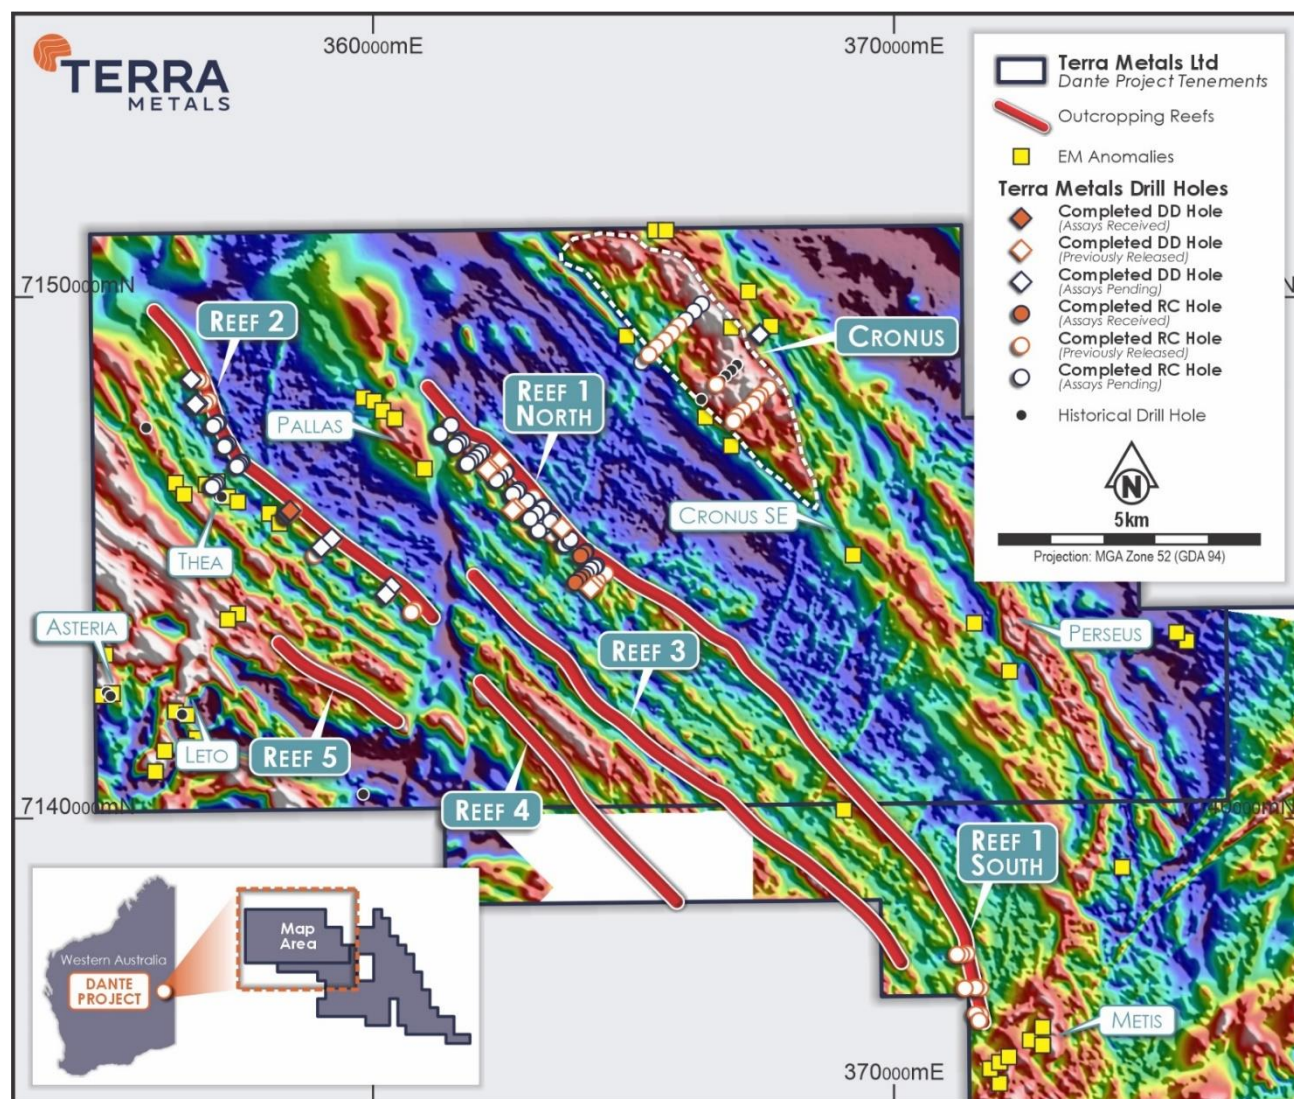 360000mE
370000mE
TERRA
METALS
Terra Metals Ltd
Dante Project Tenements
Outcropping Reefs
EM Anomalies
Terra Metals Drill Holes
Completed DD Hole
(Assays Received)
Completed DD Hole
(Previously Released)
Completed DD Hole
(Assays Pending)
Completed RC Hole
(Assays Received)
Completed RC Hole
(Previously Released)
Completed RC Hole
(Assays Pending)
Historical Drill Hole
N
5km
Projection: MGA Zone 52 (GDA 94)
7150000mN
REEF 2
CRONUS
REEF 1
NORTH
PALLAS
CRONUS SE
THEA
ASTERIA
PERSEUS
REEF 3
LETO
REEF 5
REEF 4
7140000mN
REEF 1
SOUTH
METIS
Map
Area
Western Australia
DANTE
PROJECT
370000mE